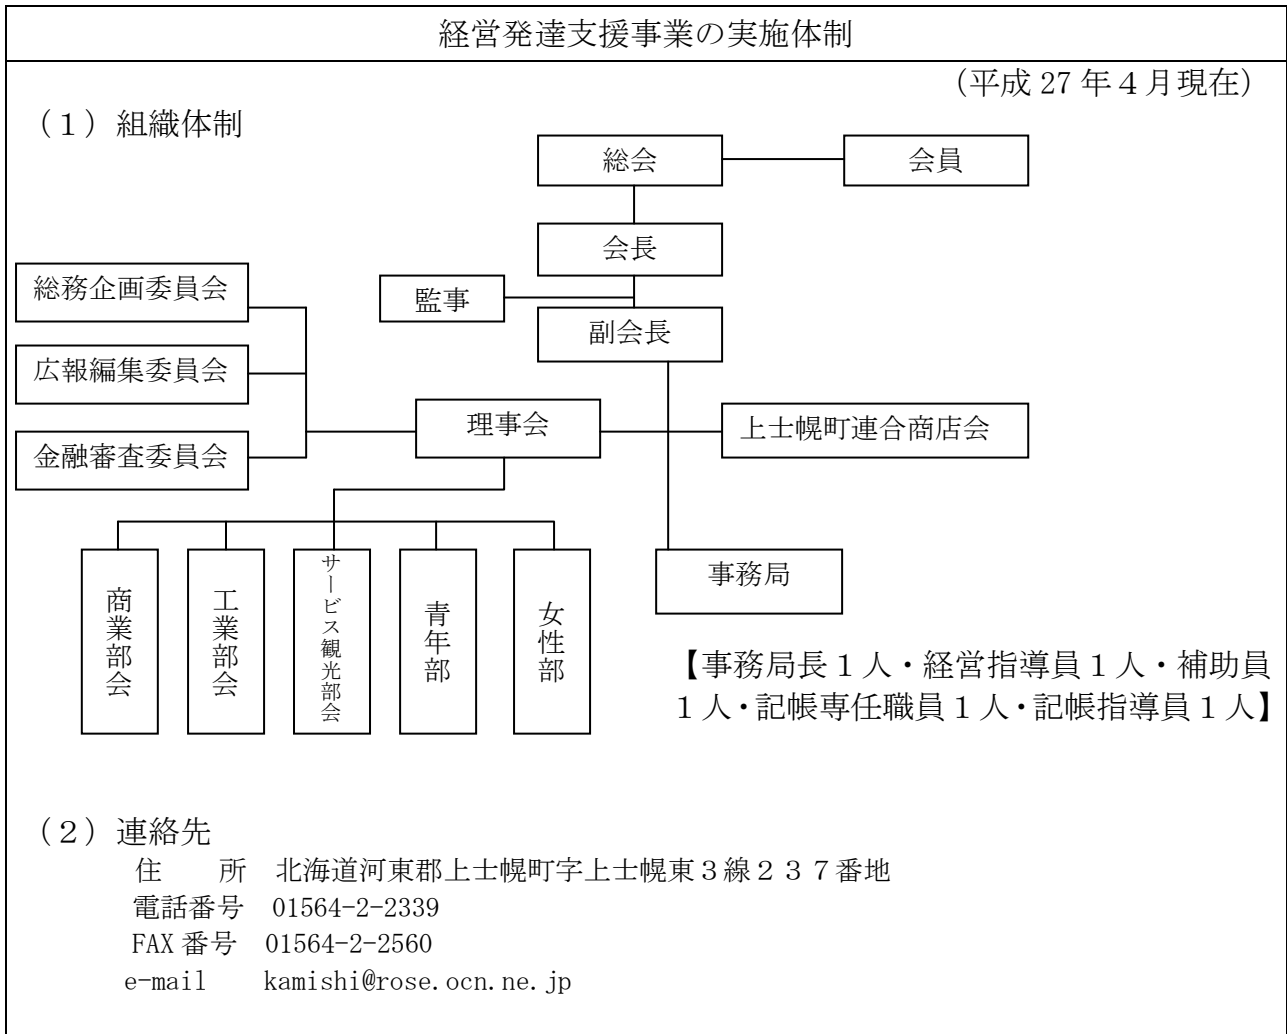 経営発達支援事業の実施体制
(平成 27 年４月現在)
（１）組織体制
総会
会員
会長
総務企画委員会
監事
副会長
広報編集委員会
理事会
上士幌町連合商店会
金融審査委員会
事務局
商業部会
工業部会
サービス観光部会
青年部
女性部
【事務局長１人・経営指導員１人・補助員
１人・記帳専任職員１人・記帳指導員１人】
（２）連絡先
住　　所　北海道河東郡上士幌町字上士幌東３線２３７番地
電話番号　01564-2-2339
FAX 番号　01564-2-2560
e-mail　　kamishi@rose.ocn.ne.jp